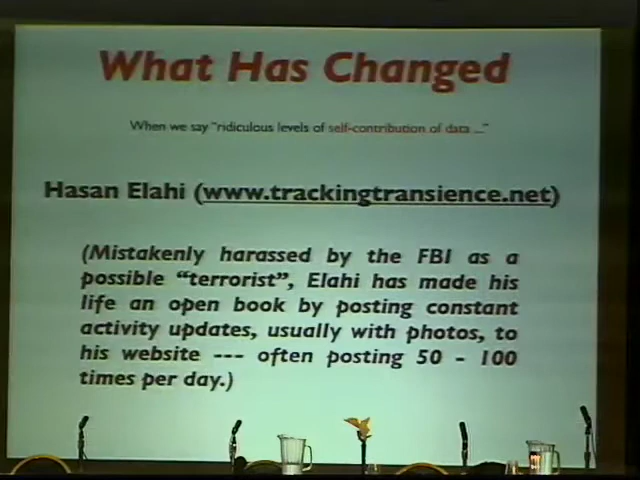 What Has Changed
When we say "ridiculous levels of self-contribution of data ..."
Hasan Elahi (www.trackingtransience.net)
(Mistakenly harassed by the FBI as a
possible “terrorist”, Elahi has made his
life an open book by posting constant
activity updates, usually with photos, to
his website --- often posting 50 - 100
times per day.)